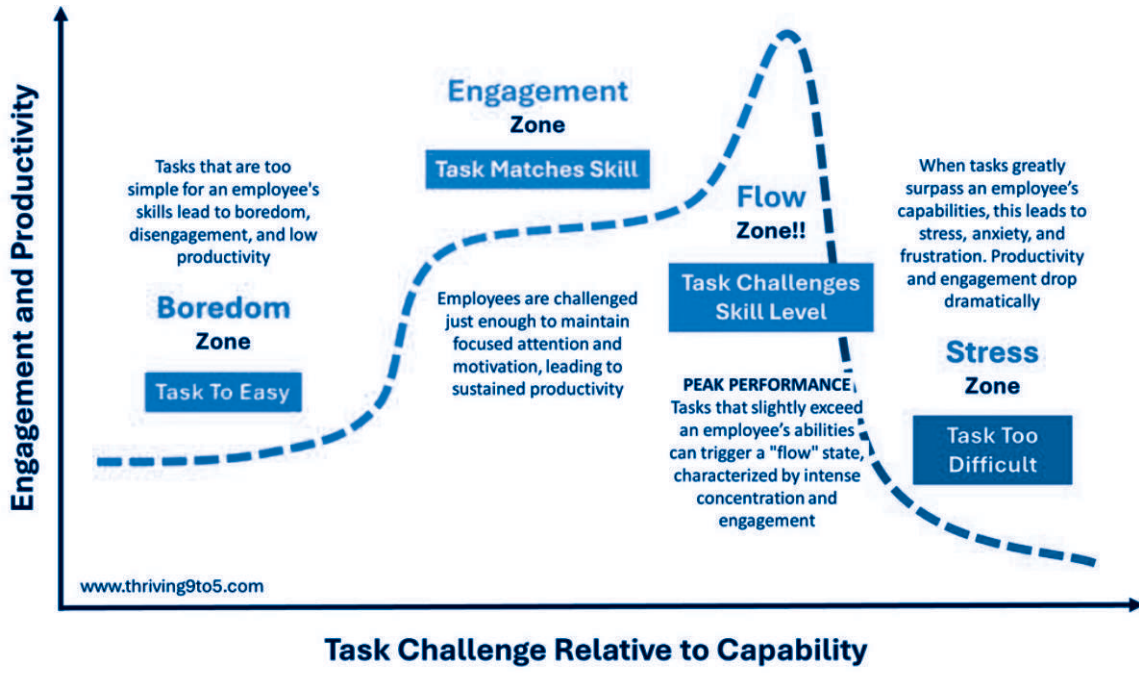 Engagement and Productivity
Tasks that are too
simple for an employee's
skills lead to boredom,
disengagement, and low
productivity
Boredom
Zone
Task To Easy
Engagement
Zone
Task Matches Skill
Employees are challenged
just enough to maintain
focused attention and
motivation, leading to
sustained productivity
Flow
Zone!!
Task Challenges
Skill Level
PEAK PERFORMANCE
Tasks that slightly exceed
an employee’s abilities
can trigger a "flow" state,
characterized by intense
concentration and
engagement
When tasks greatly
surpass an employee’s
capabilities, this leads to
stress, anxiety, and
frustration. Productivity
and engagement drop
dramatically
Stress
Zone
Task Too
Difficult
www.thriving9to5.com
Task Challenge Relative to Capability